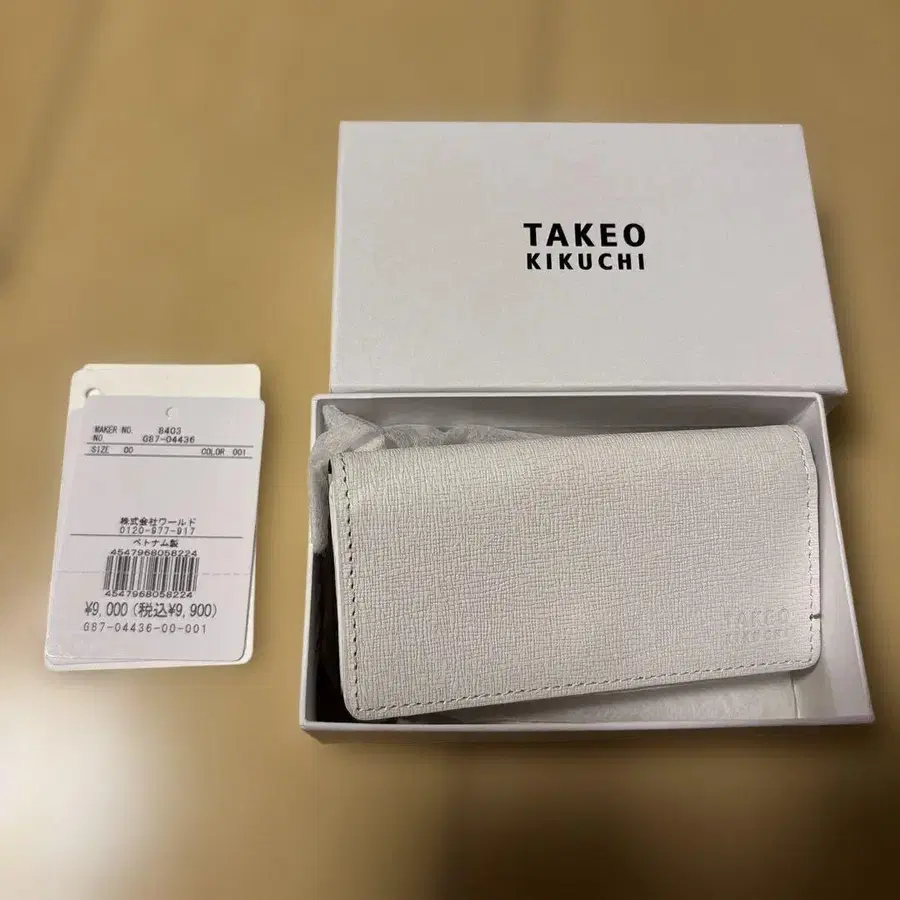 TAKEO
KIKUCHI
MAKER NO. 8403
NO. G87-04436
SIZE 00 COLOR 001
株式会社ワールド
0120-977-917
ベトナム製
4547968058224
4547968058224
¥9,000(税込¥9,900)
G87-04436-00-001
TAKEO
KIKUCHI